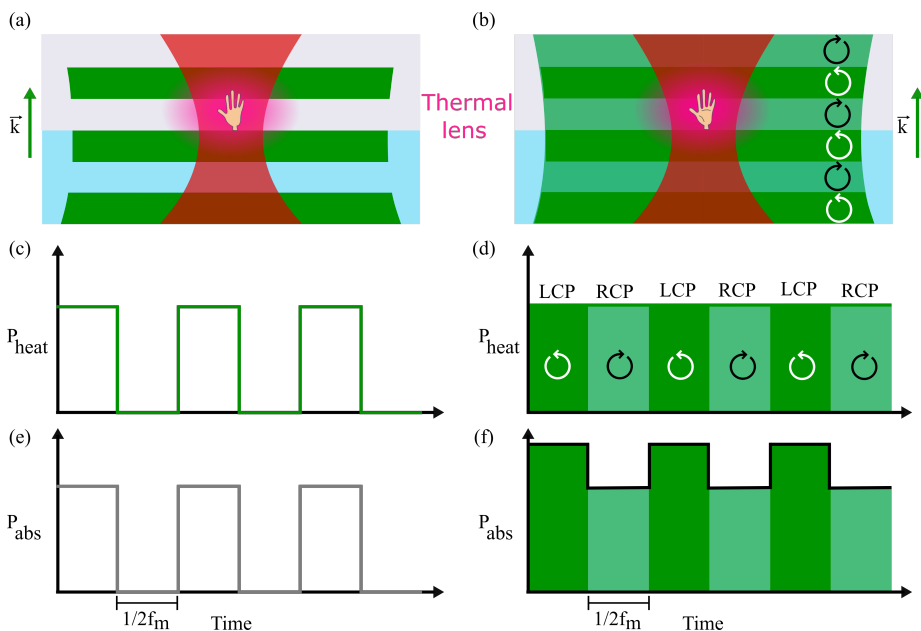 (a)
(b)
k
Thermal
lens
k
(c)
(d)
P_heat
P_heat
LCP RCP LCP RCP LCP RCP
(e)
(f)
P_abs
P_abs
1/2f_m
Time
1/2f_m
Time